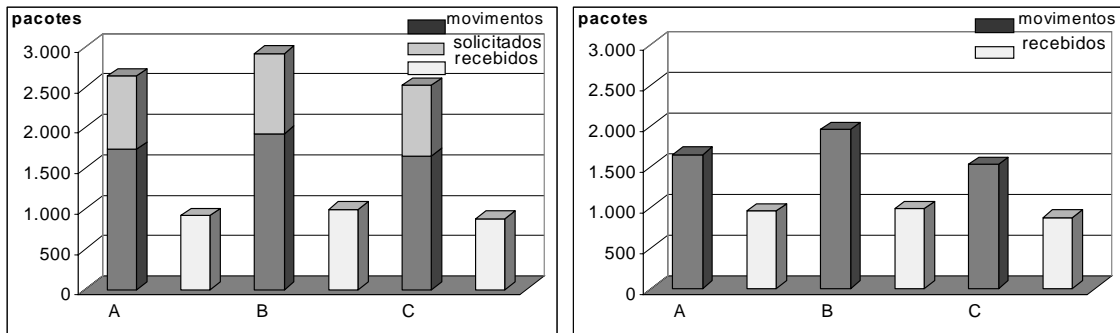 pacotes
movimentos
solicitados
recebidos
3.000
2.500
2.000
1.500
1.000
500
0
A B C
pacotes
movimentos
recebidos
3.000
2.500
2.000
1.500
1.000
500
0
A B C